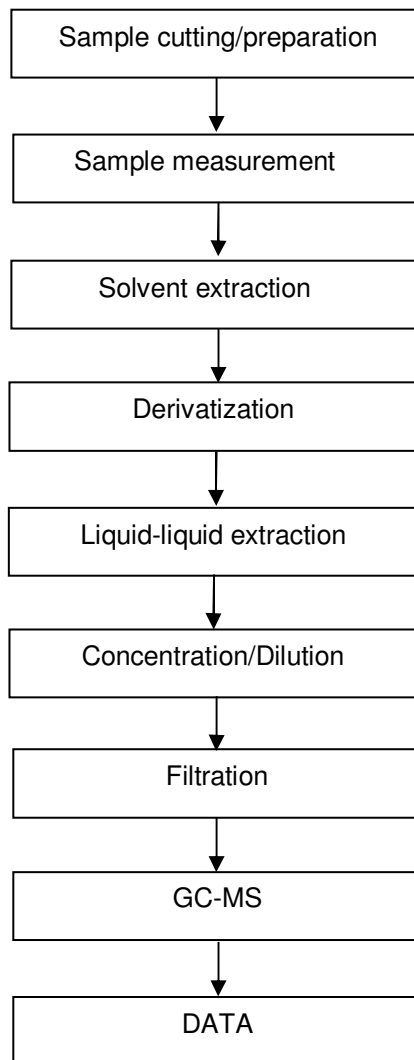 Sample cutting/preparation
Sample measurement
Solvent extraction
Derivatization
Liquid-liquid extraction
Concentration/Dilution
Filtration
GC-MS
DATA